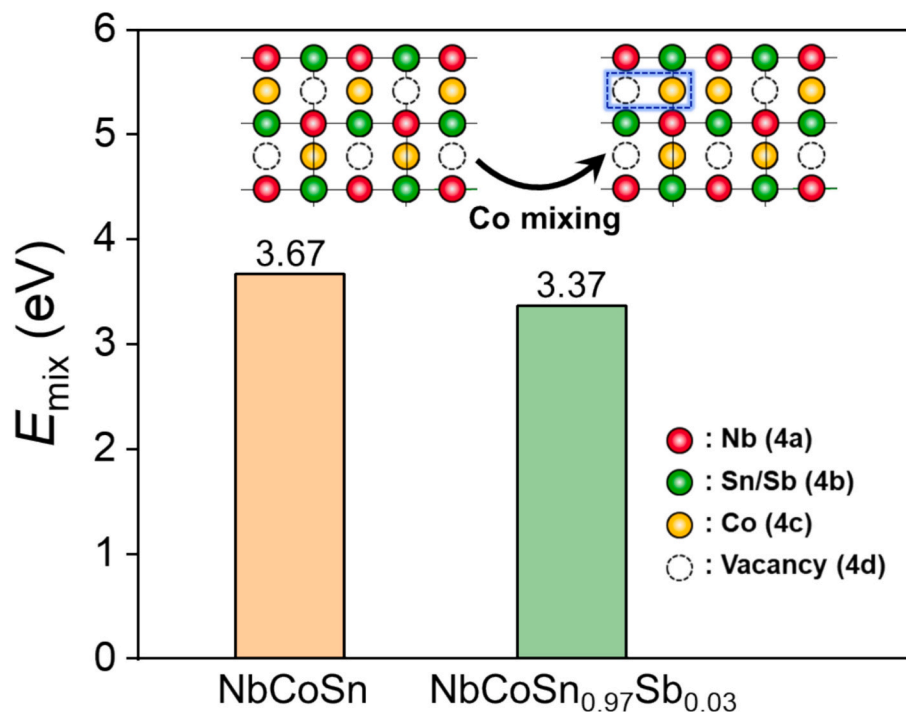 6
5
4
3
2
1
0
E_mix (eV)
Co mixing
3.67
3.37
: Nb (4a)
: Sn/Sb (4b)
: Co (4c)
: Vacancy (4d)
NbCoSn
NbCoSn₀.₉₇Sb₀.₀₃